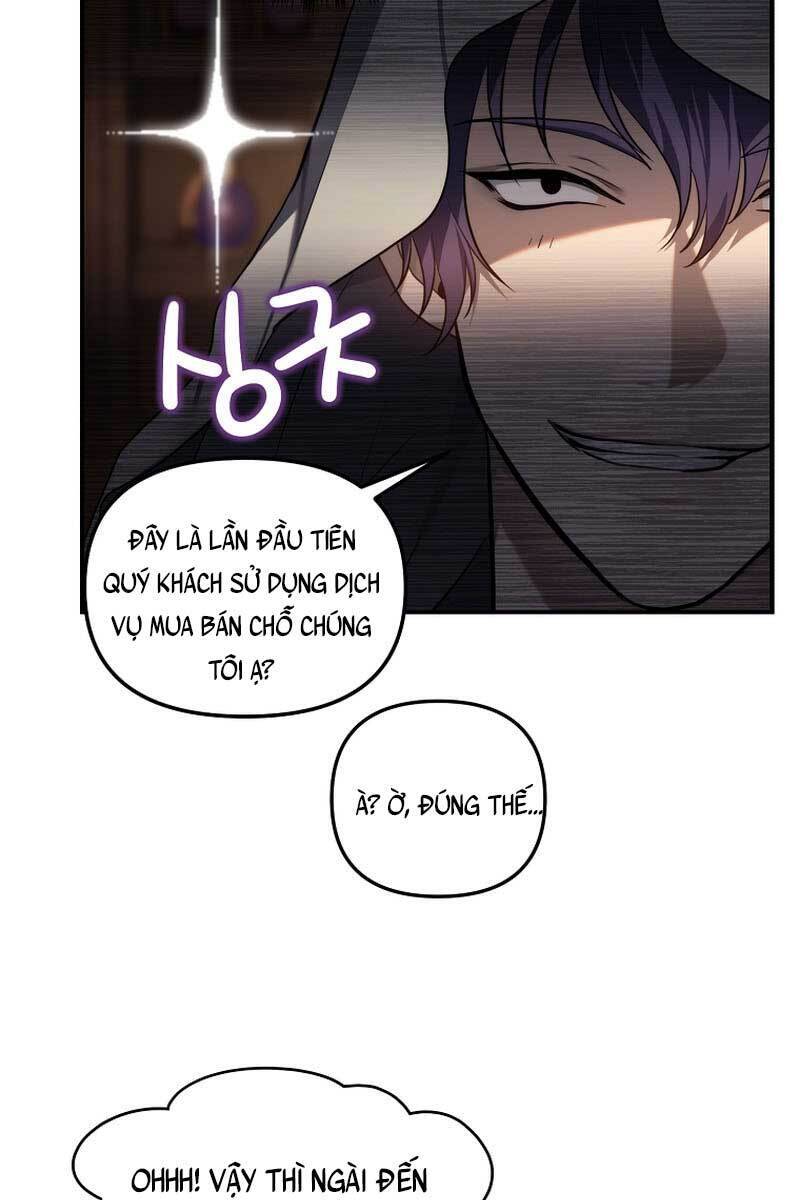 싱긋
ĐÂY LÀ LẦN ĐẦU TIÊN
QUÝ KHÁCH SỬ DỤNG DỊCH
VỤ MUA BÁN CHỖ CHÚNG
TÔI Ạ?
À? Ờ, ĐÚNG THẾ...
OHHH! VẬY THÌ NGÀI ĐẾN